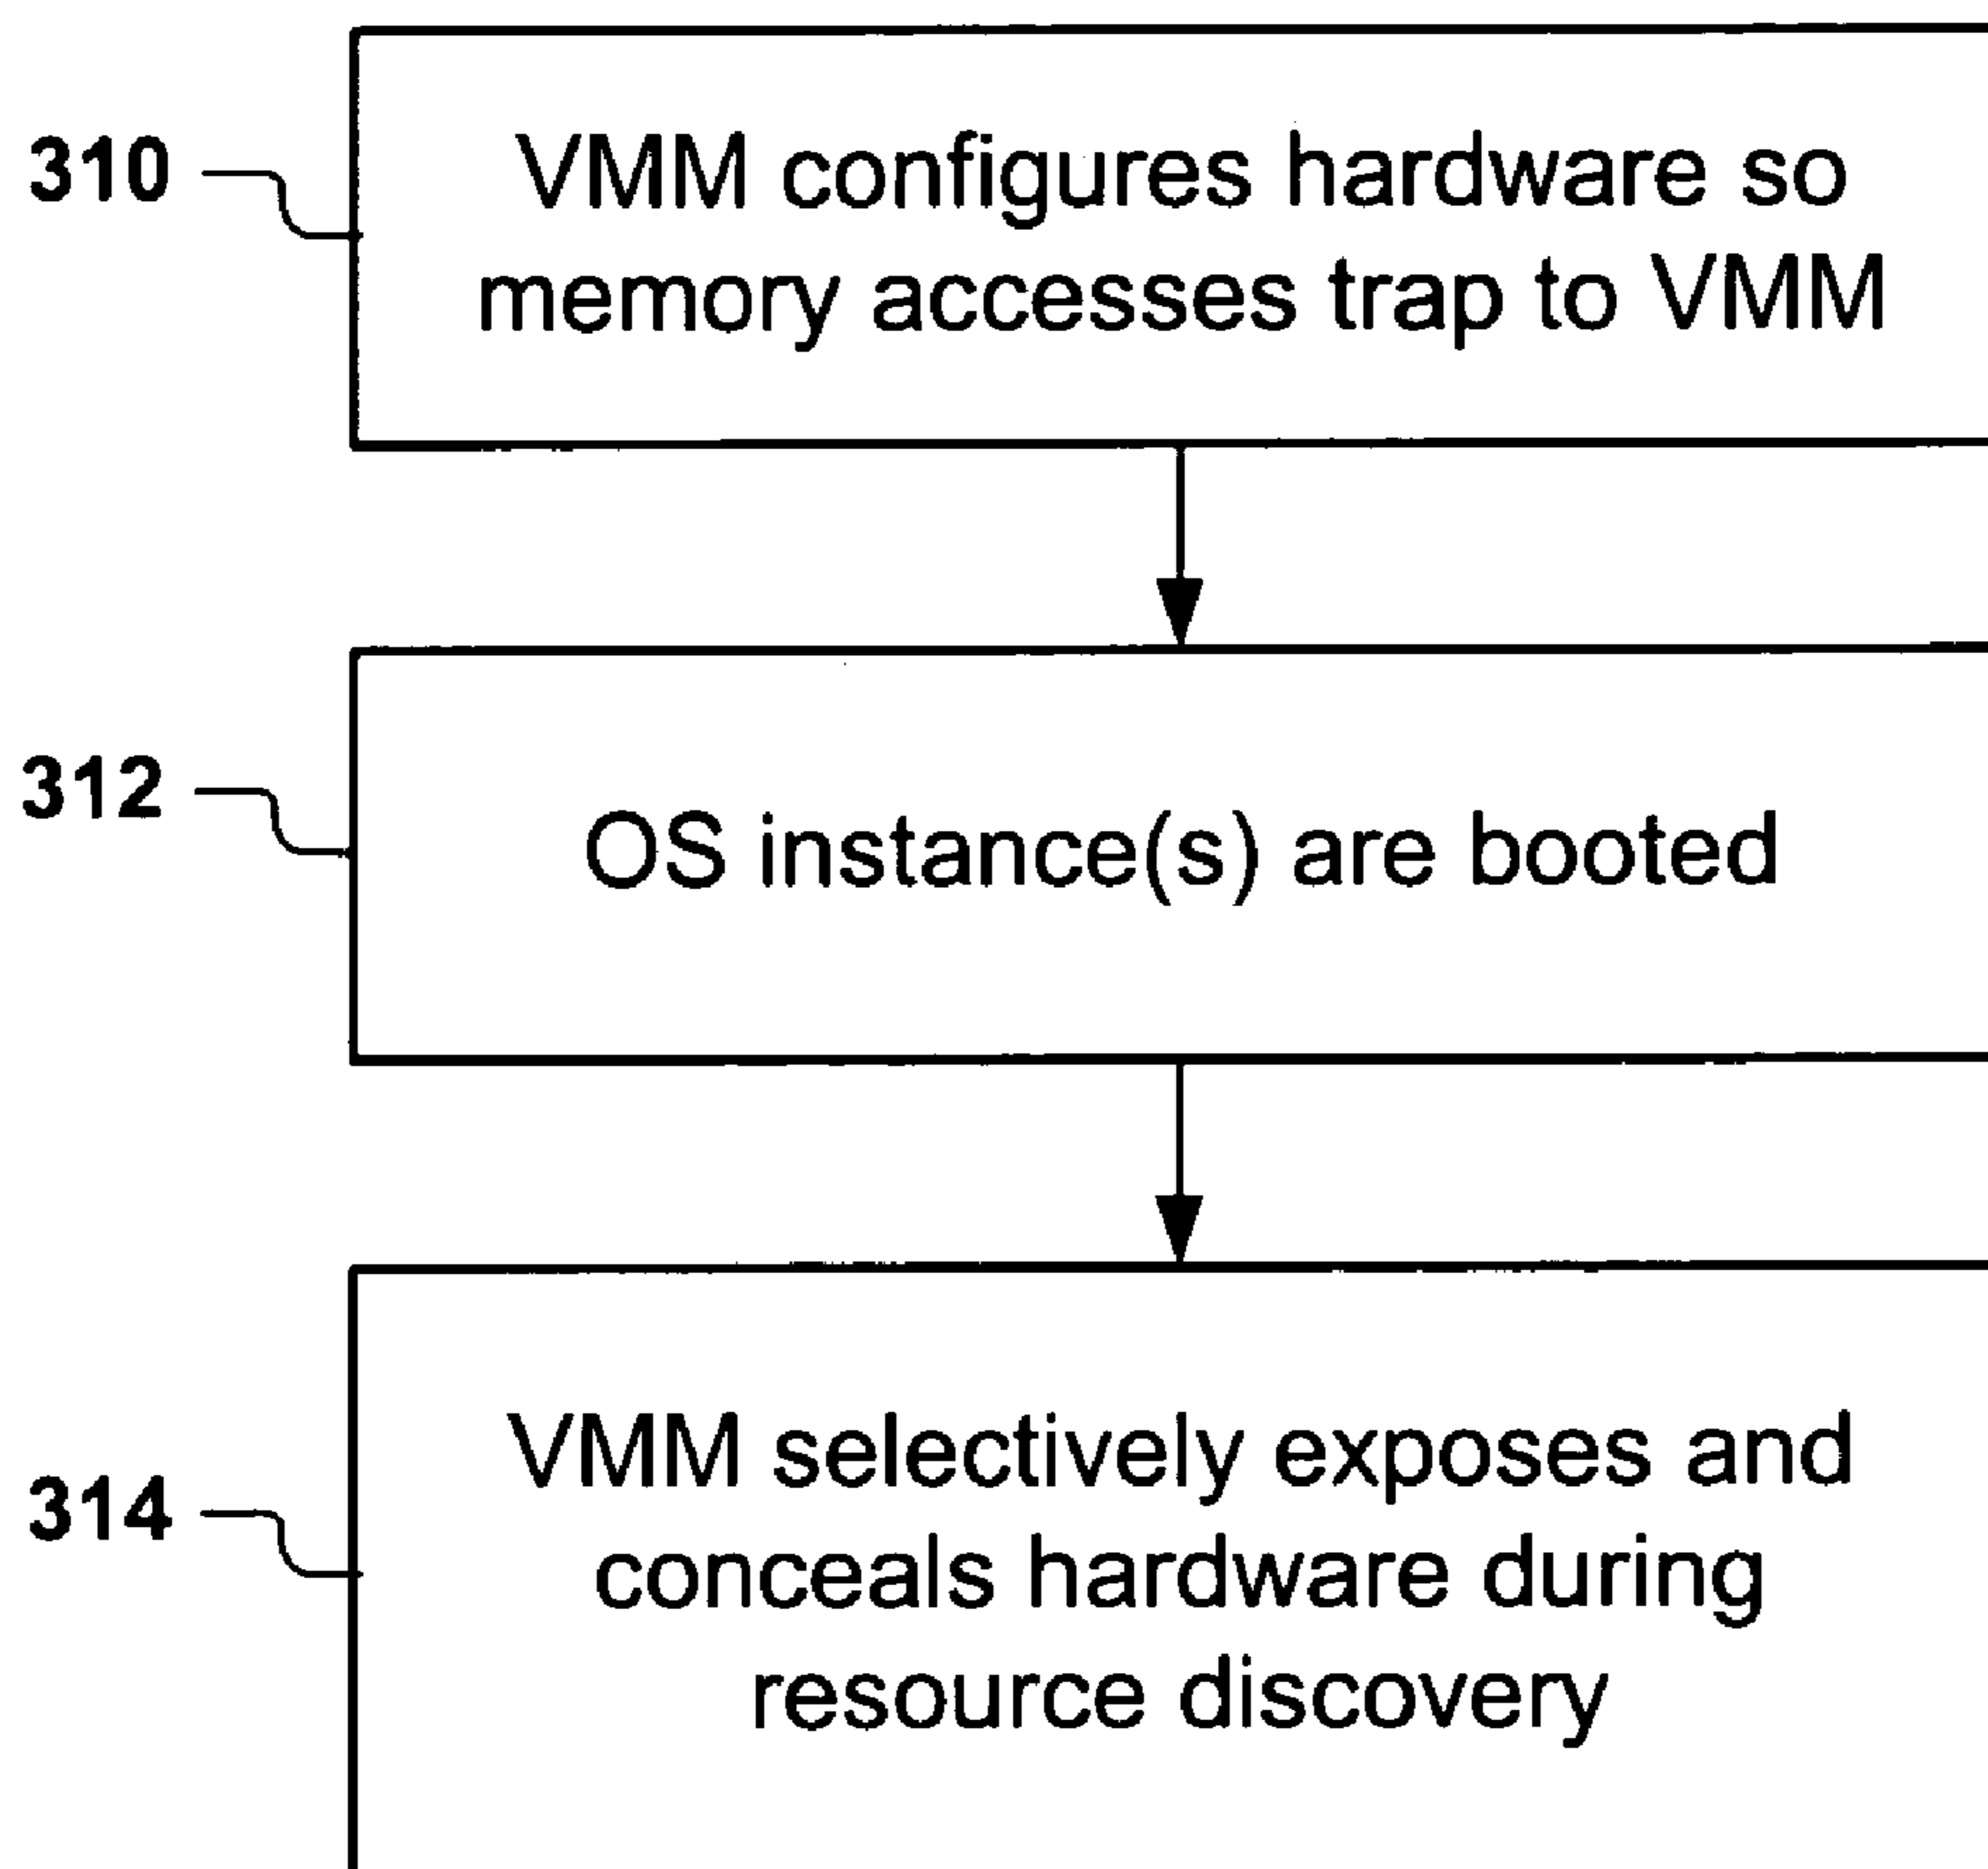 310
VMM configures hardware so
memory accesses trap to VMM
312
OS instance(s) are booted
314
VMM selectively exposes and
conceals hardware during
resource discovery